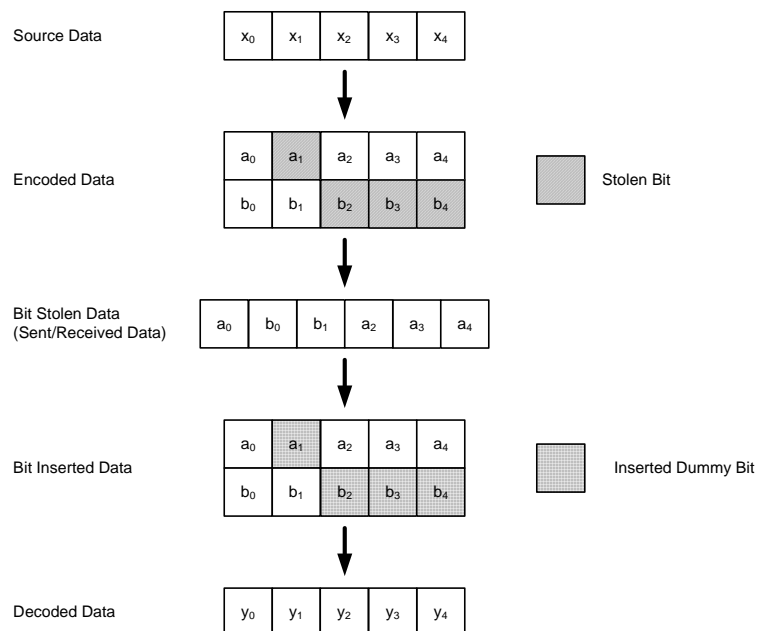 Source Data
x₀ x₁ x₂ x₃ x₄
Encoded Data
a₀ a₁ a₂ a₃ a₄
b₀ b₁ b₂ b₃ b₄
Stolen Bit
Bit Stolen Data
(Sent/Received Data)
a₀ b₀ b₁ a₂ a₃ a₄
Bit Inserted Data
a₀ a₁ a₂ a₃ a₄
b₀ b₁ b₂ b₃ b₄
Inserted Dummy Bit
Decoded Data
y₀ y₁ y₂ y₃ y₄